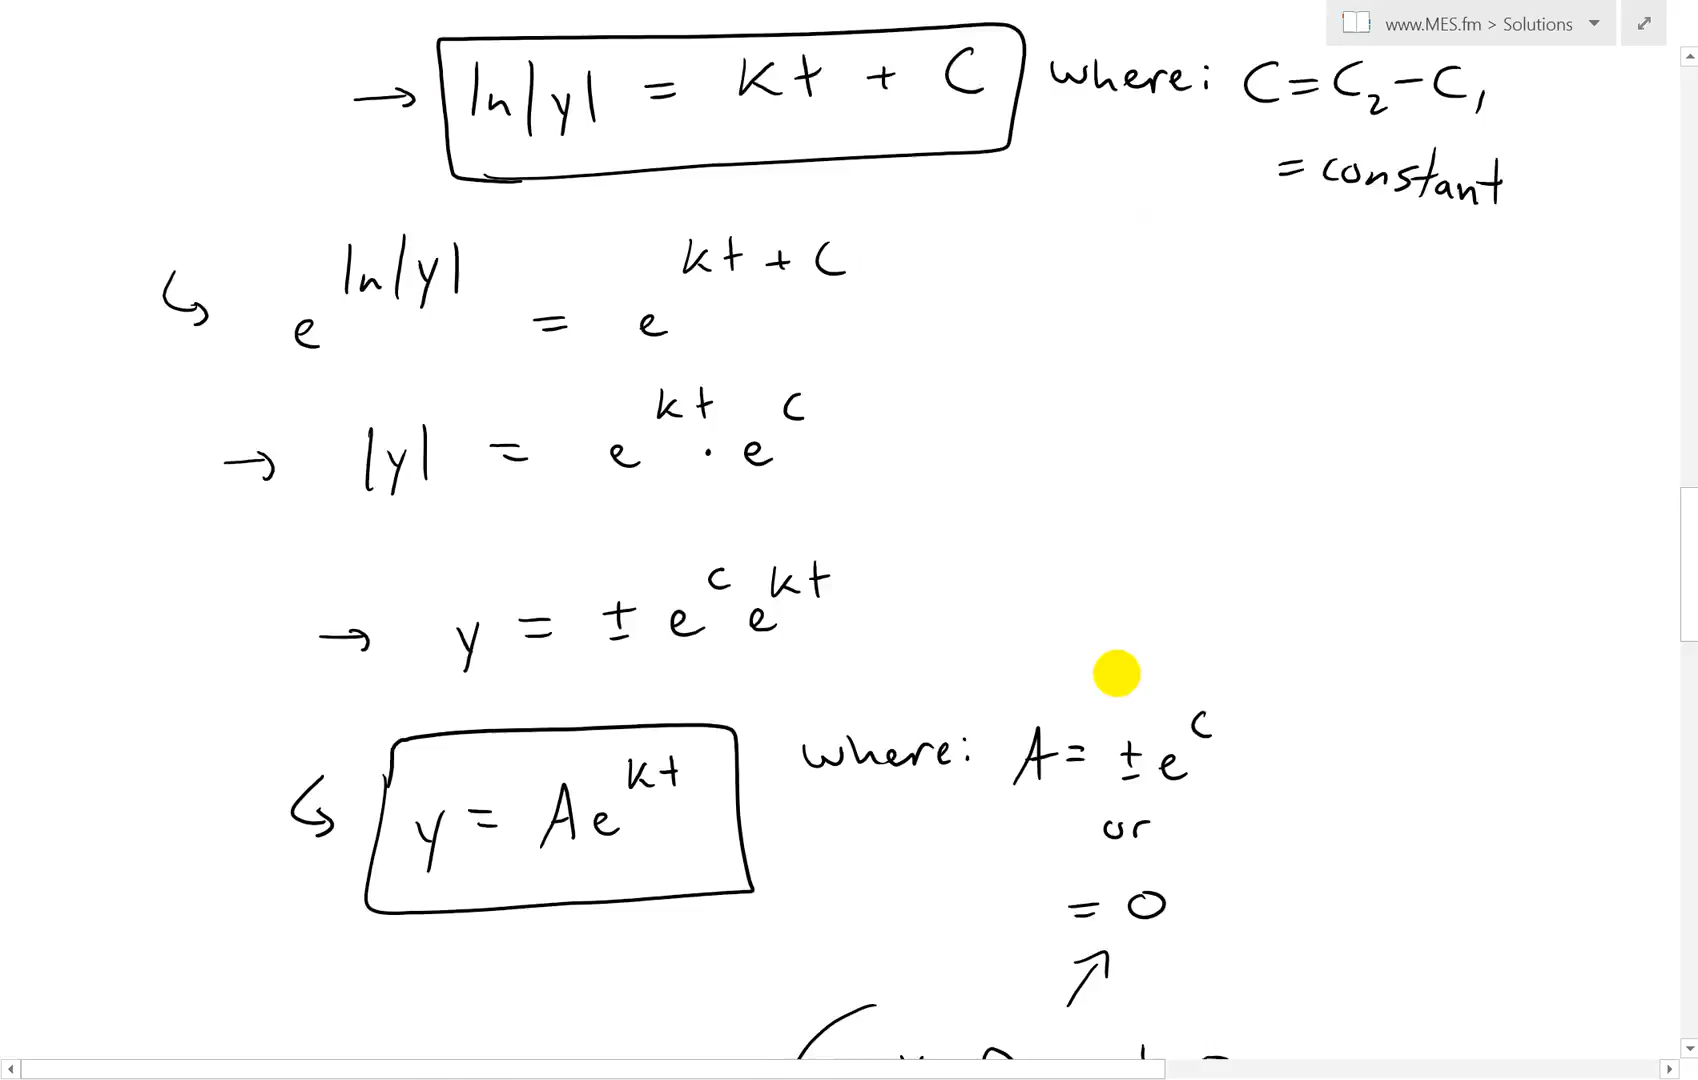 www.MES.fm > Solutions
→ ln|y| = kt + C where: C = C₂ - C₁
= constant
↳ e^{ln|y|} = e^{kt + C}
→ |y| = e^{kt} · e^{C}
→ y = ± e^{C} e^{kt}
↳ y = Ae^{kt} where: A = ± e^{C}
or
= 0